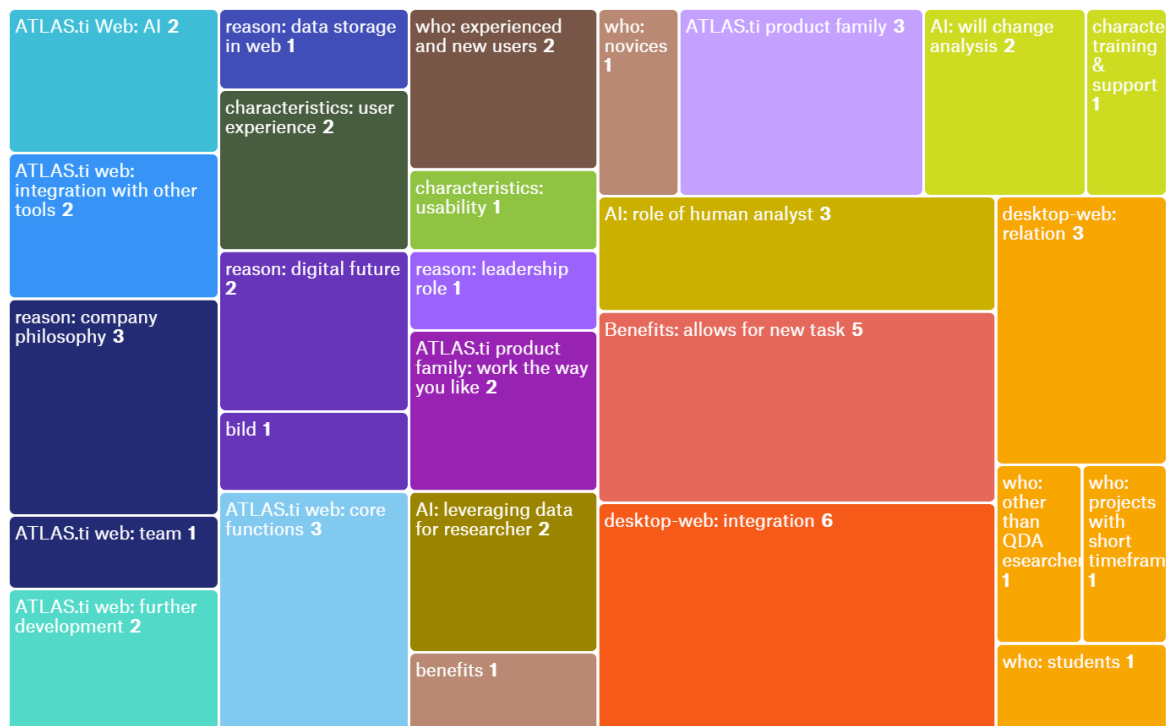 ATLAS.ti Web: AI 2
ATLAS.ti web:
integration with other
tools 2
reason: company
philosophy 3
ATLAS.ti web: team 1
ATLAS.ti web: further
development 2
reason: data storage
in web 1
characteristics: user
experience 2
reason: digital future
2
bild 1
ATLAS.ti web: core
functions 3
who: experienced
and new users
2
characteristics:
usability 1
reason: leadership
role 1
ATLAS.ti product
family: work the way
you like 2
AI: leveraging data
for researcher 2
benefits 1
who:
novices
1
ATLAS.ti product family 3
AI: will change
analysis 2
characte
training
&
support
1
AI: role of human analyst 3
Benefits: allows for new task 5
desktop-web: integration 6
desktop-web:
relation 3
who:
other
than
QDA
esearcher
1
who:
projects
with
short
timefram
1
who: students 1